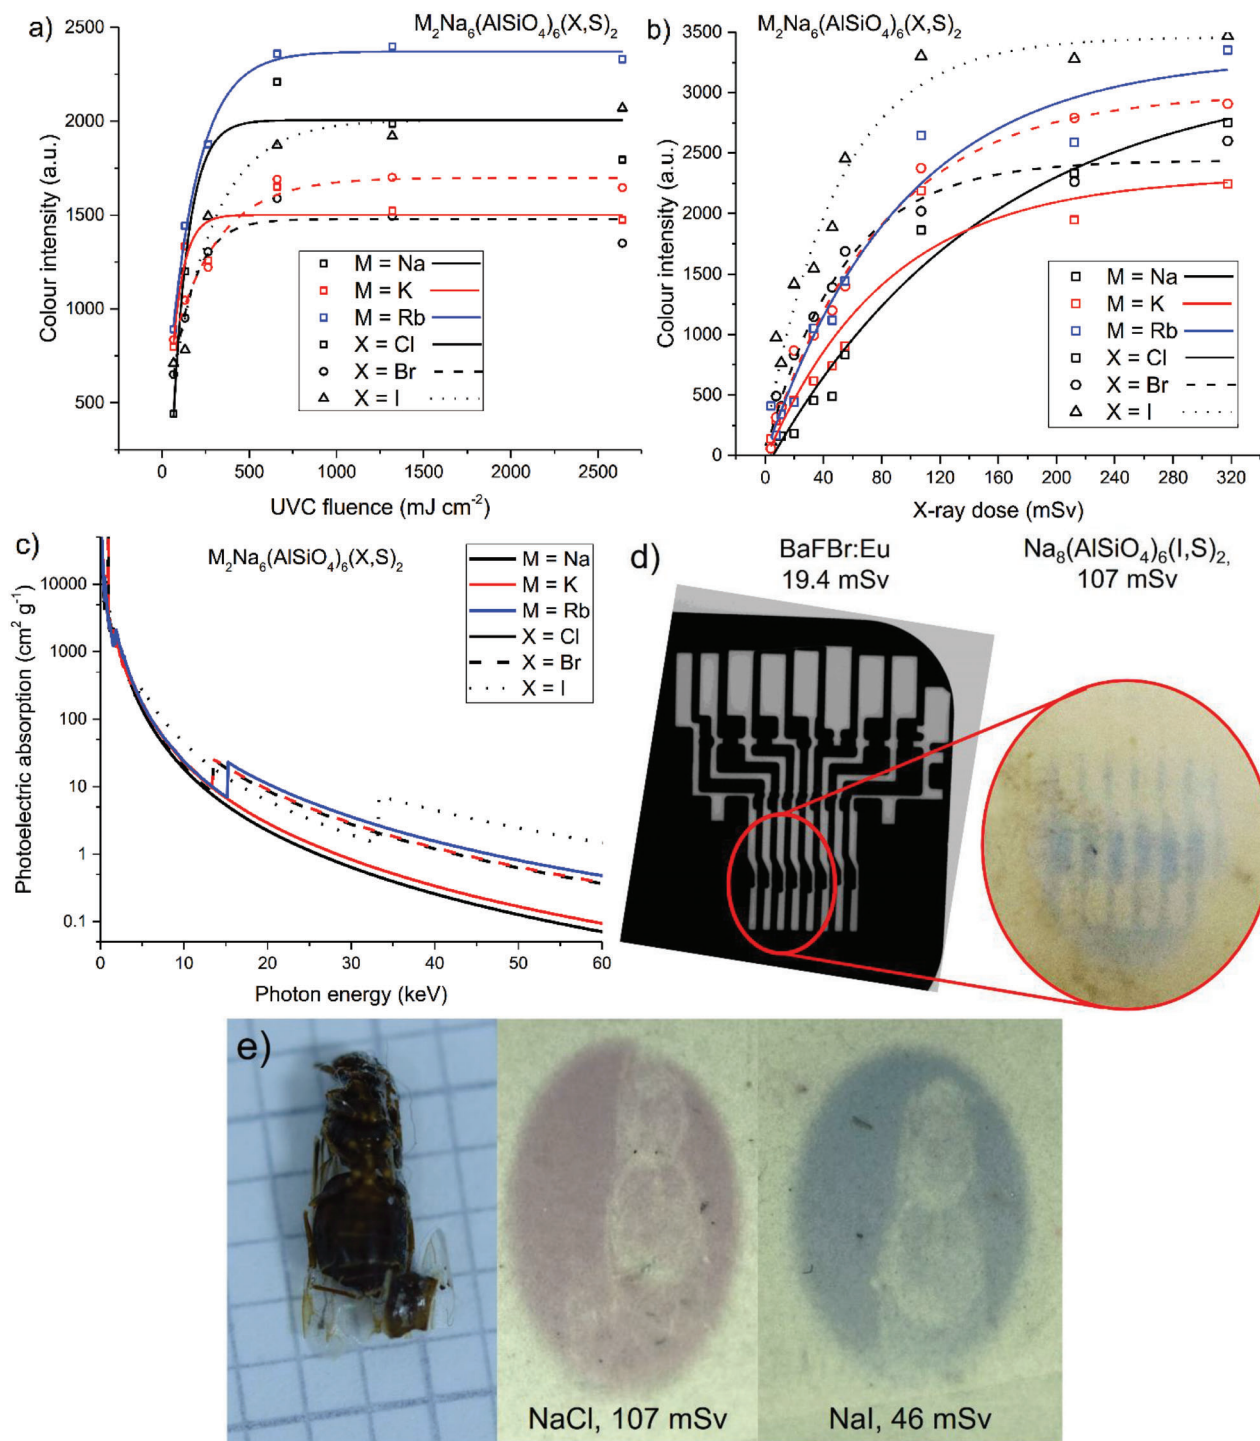 a)
M₂Na₆(AlSiO₄)₆(X,S)₂
2500
2000
1500
1000
500
Colour intensity (a.u.)
M = Na
M = K
M = Rb
X = Cl
X = Br
X = I
0
500
1000
1500
2000
2500
UVC fluence (mJ cm⁻²)
b)
M₂Na₆(AlSiO₄)₆(X,S)₂
3500
3000
2500
2000
1500
1000
500
0
Colour intensity (a.u.)
M = Na
M = K
M = Rb
X = Cl
X = Br
X = I
0
40
80
120
160
200
240
280
320
X-ray dose (mSv)
c)
M₂Na₆(AlSiO₄)₆(X,S)₂
10000
1000
100
10
1
0.1
Photoelectric absorption (cm² g⁻¹)
M = Na
M = K
M = Rb
X = Cl
X = Br
X = I
0
10
20
30
40
50
60
Photon energy (keV)
d)
BaFBr:Eu
19.4 mSv
Na₈(AlSiO₄)₆(I,S)₂,
107 mSv
e)
NaCl, 107 mSv
NaI, 46 mSv